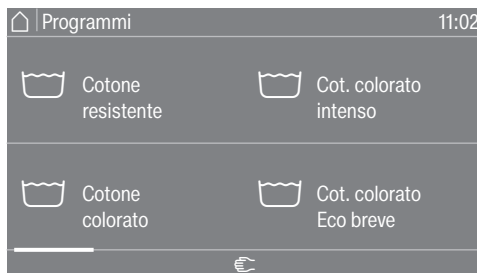 Programmi 11:02
Cotone
resistente
Cot. colorato
intenso
Cotone
colorato
Cot. colorato
Eco breve